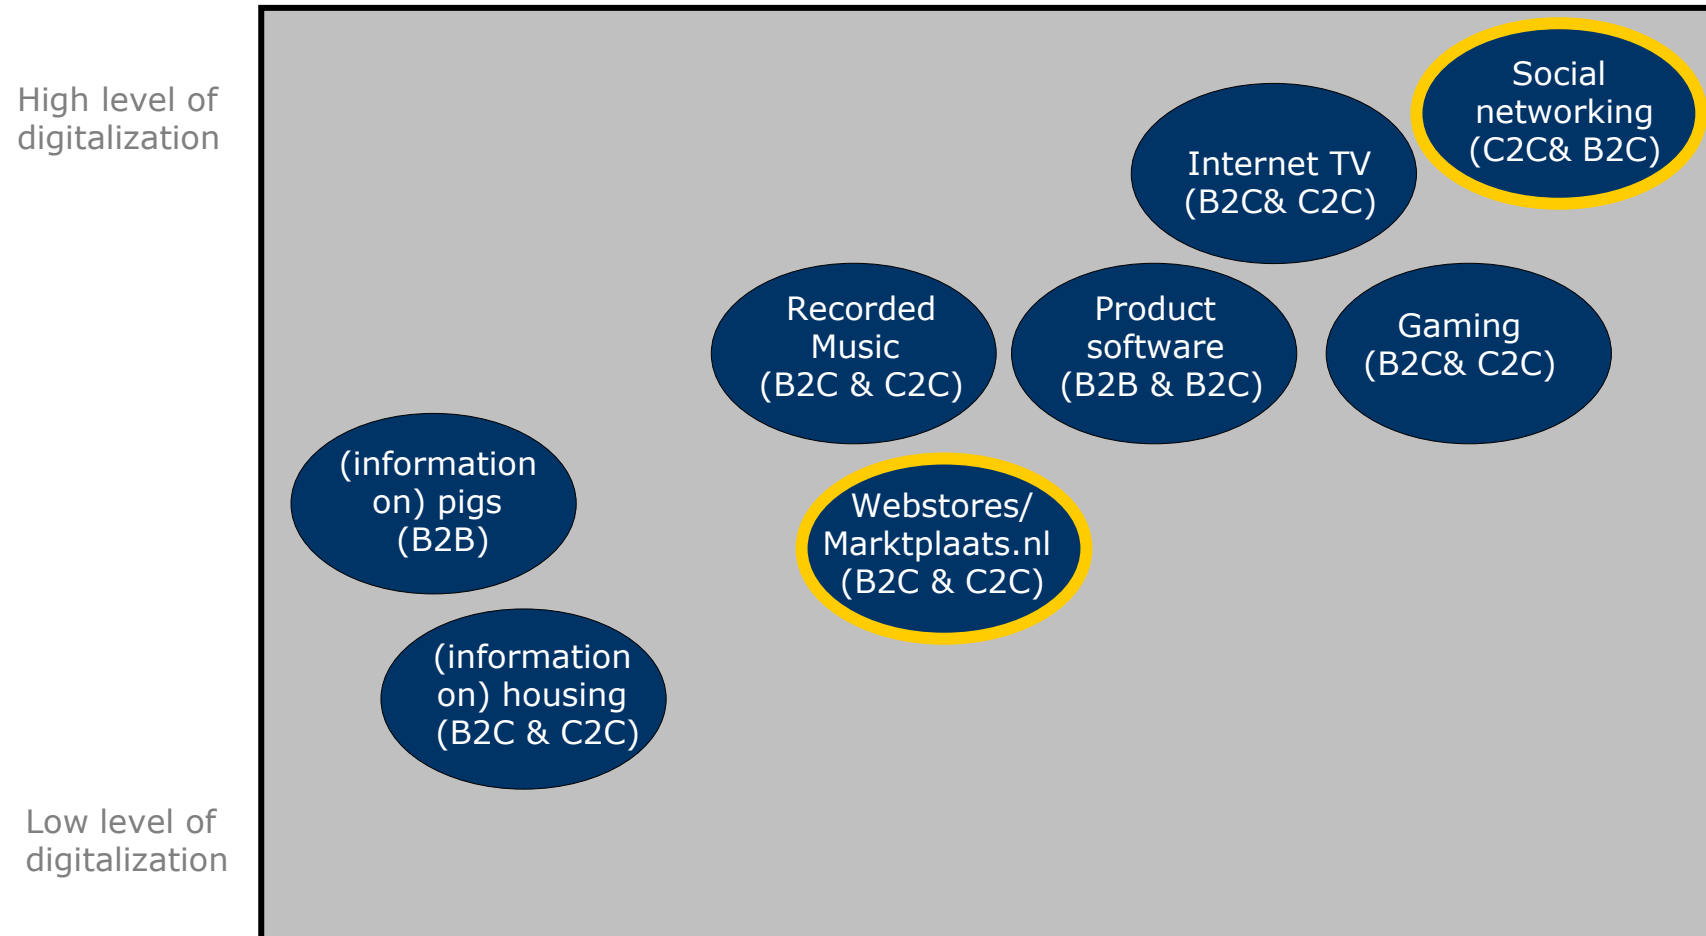 High level of
digitalization
Social
networking
(C2C& B2C)
Internet TV
(B2C& C2C)
Recorded
Music
(B2C & C2C)
Product
software
(B2B & B2C)
Gaming
(B2C& C2C)
(information
on) pigs
(B2B)
Webstores/
Marktplaats.nl
(B2C & C2C)
(information
on) housing
(B2C & C2C)
Low level of
digitalization